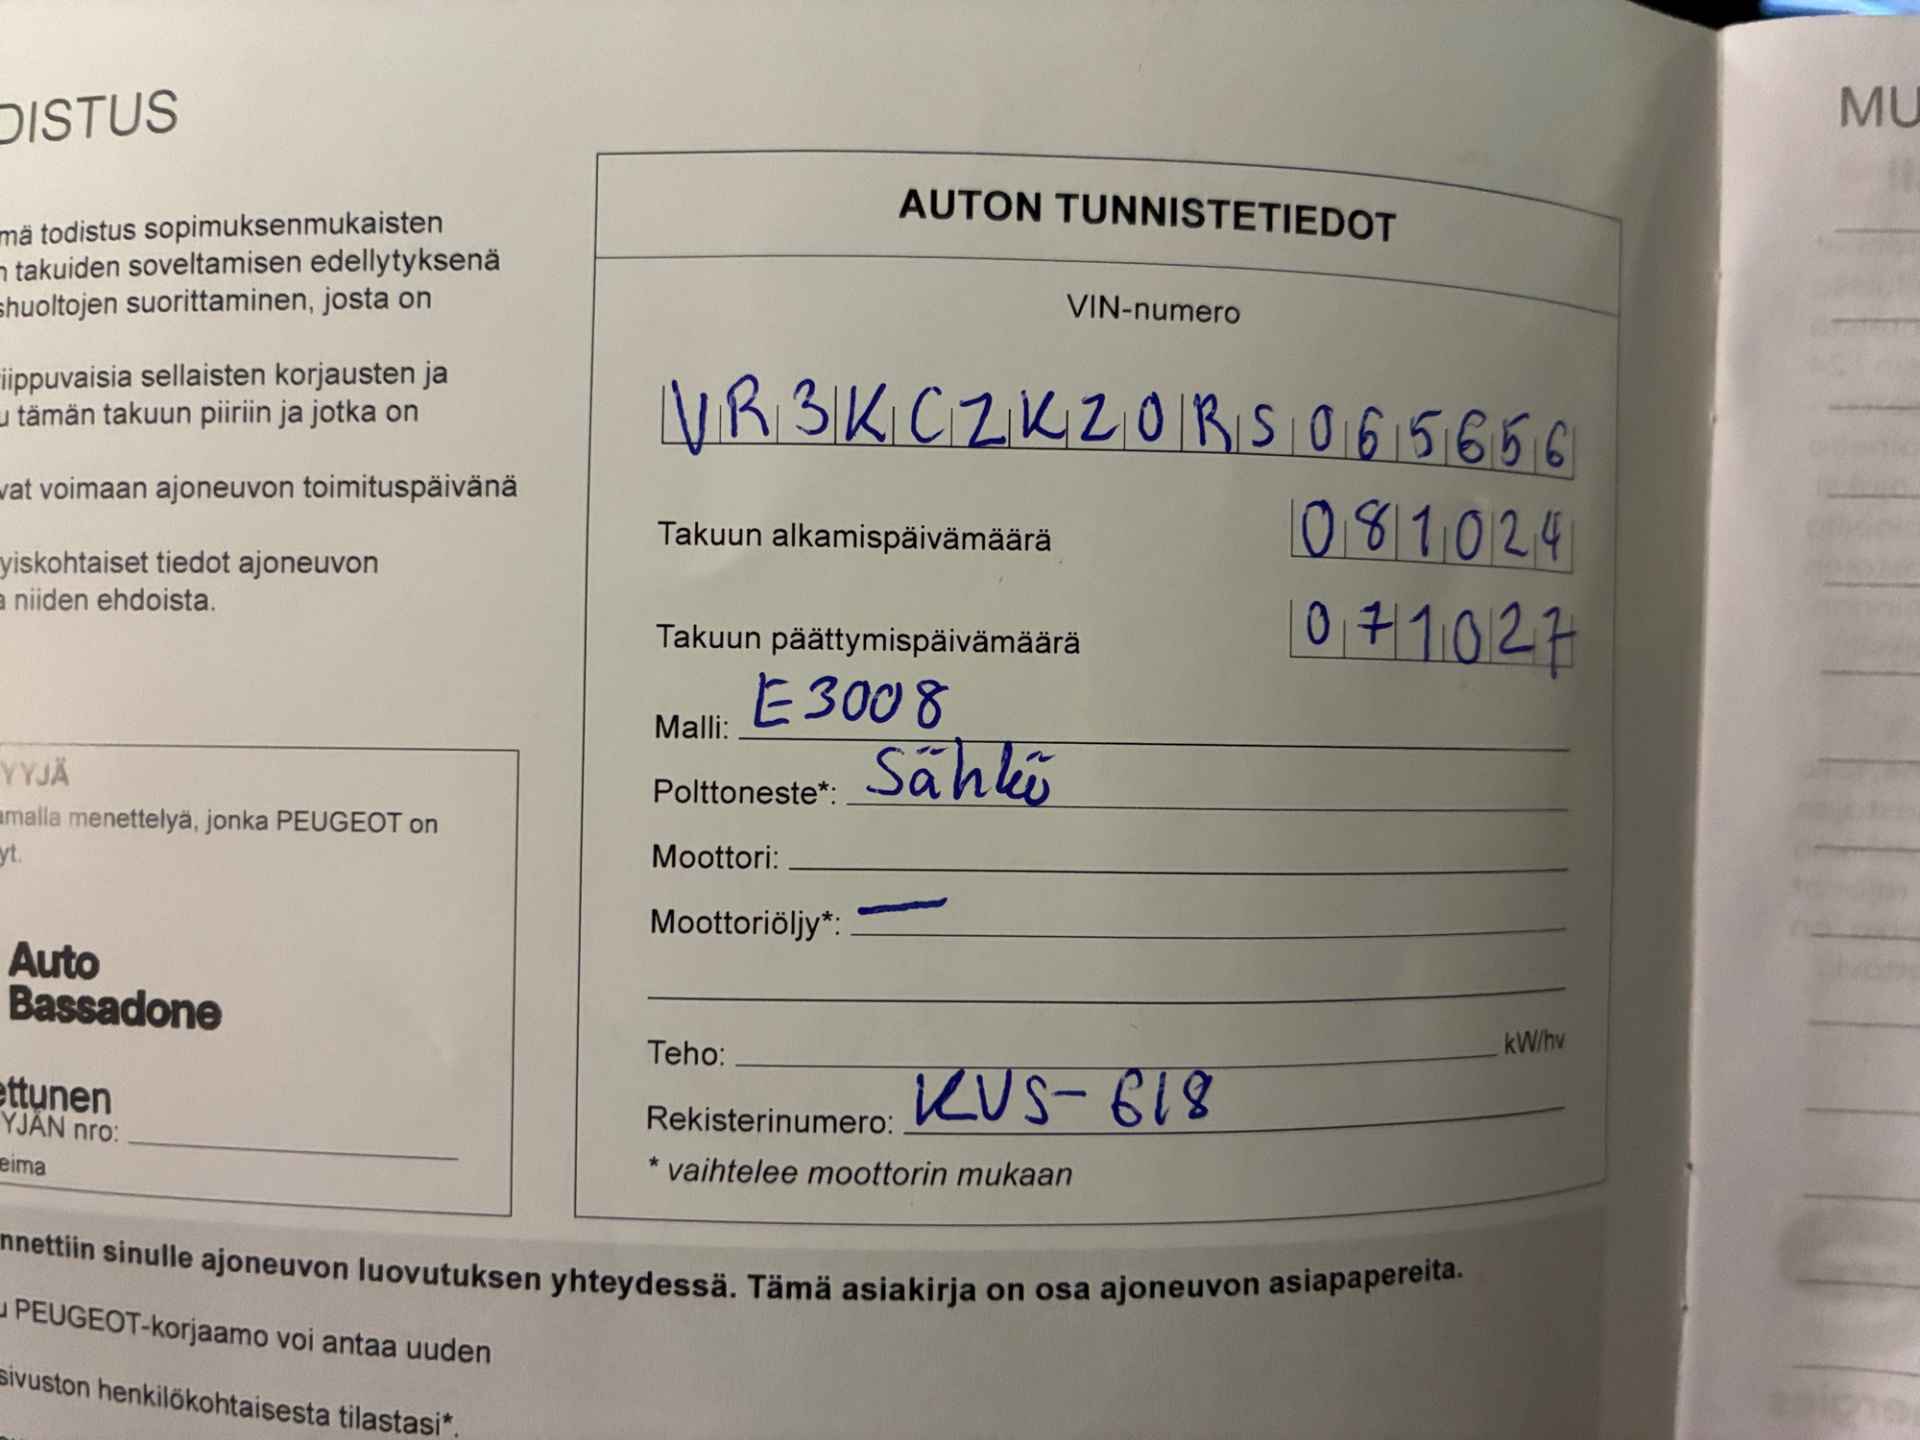 DISTUS
mä todistus sopimuksenmukaisten
n takuiden soveltamisen edellytyksenä
shuoltojen suorittaminen, josta on
iippuvaisia sellaisten korjausten ja
u tämän takuun piiriin ja jotka on
vat voimaan ajoneuvon toimituspäivänä
yiskohtaiset tiedot ajoneuvon
a niiden ehdoista.
YYJÄ
amalla menettelyä, jonka PEUGEOT on
yt.
Auto
Bassadone
ettunen
YJÄN nro:
eima
AUTON TUNNISTETIEDOT
VIN-numero
VR3KCZKZ0RS065656
Takuun alkamispäivämäärä 081024
Takuun päättymispäivämäärä 071027
Malli: E3008
Polttoneste*: Sähkö
Moottori:
Moottoriöljy*: —
Teho: kW/hv
Rekisterinumero: KVS-618
* vaihtelee moottorin mukaan
nnettiin sinulle ajoneuvon luovutuksen yhteydessä. Tämä asiakirja on osa ajoneuvon asiapapereita.
u PEUGEOT-korjaamo voi antaa uuden
sivuston henkilökohtaisesta tilastasi*.
MU